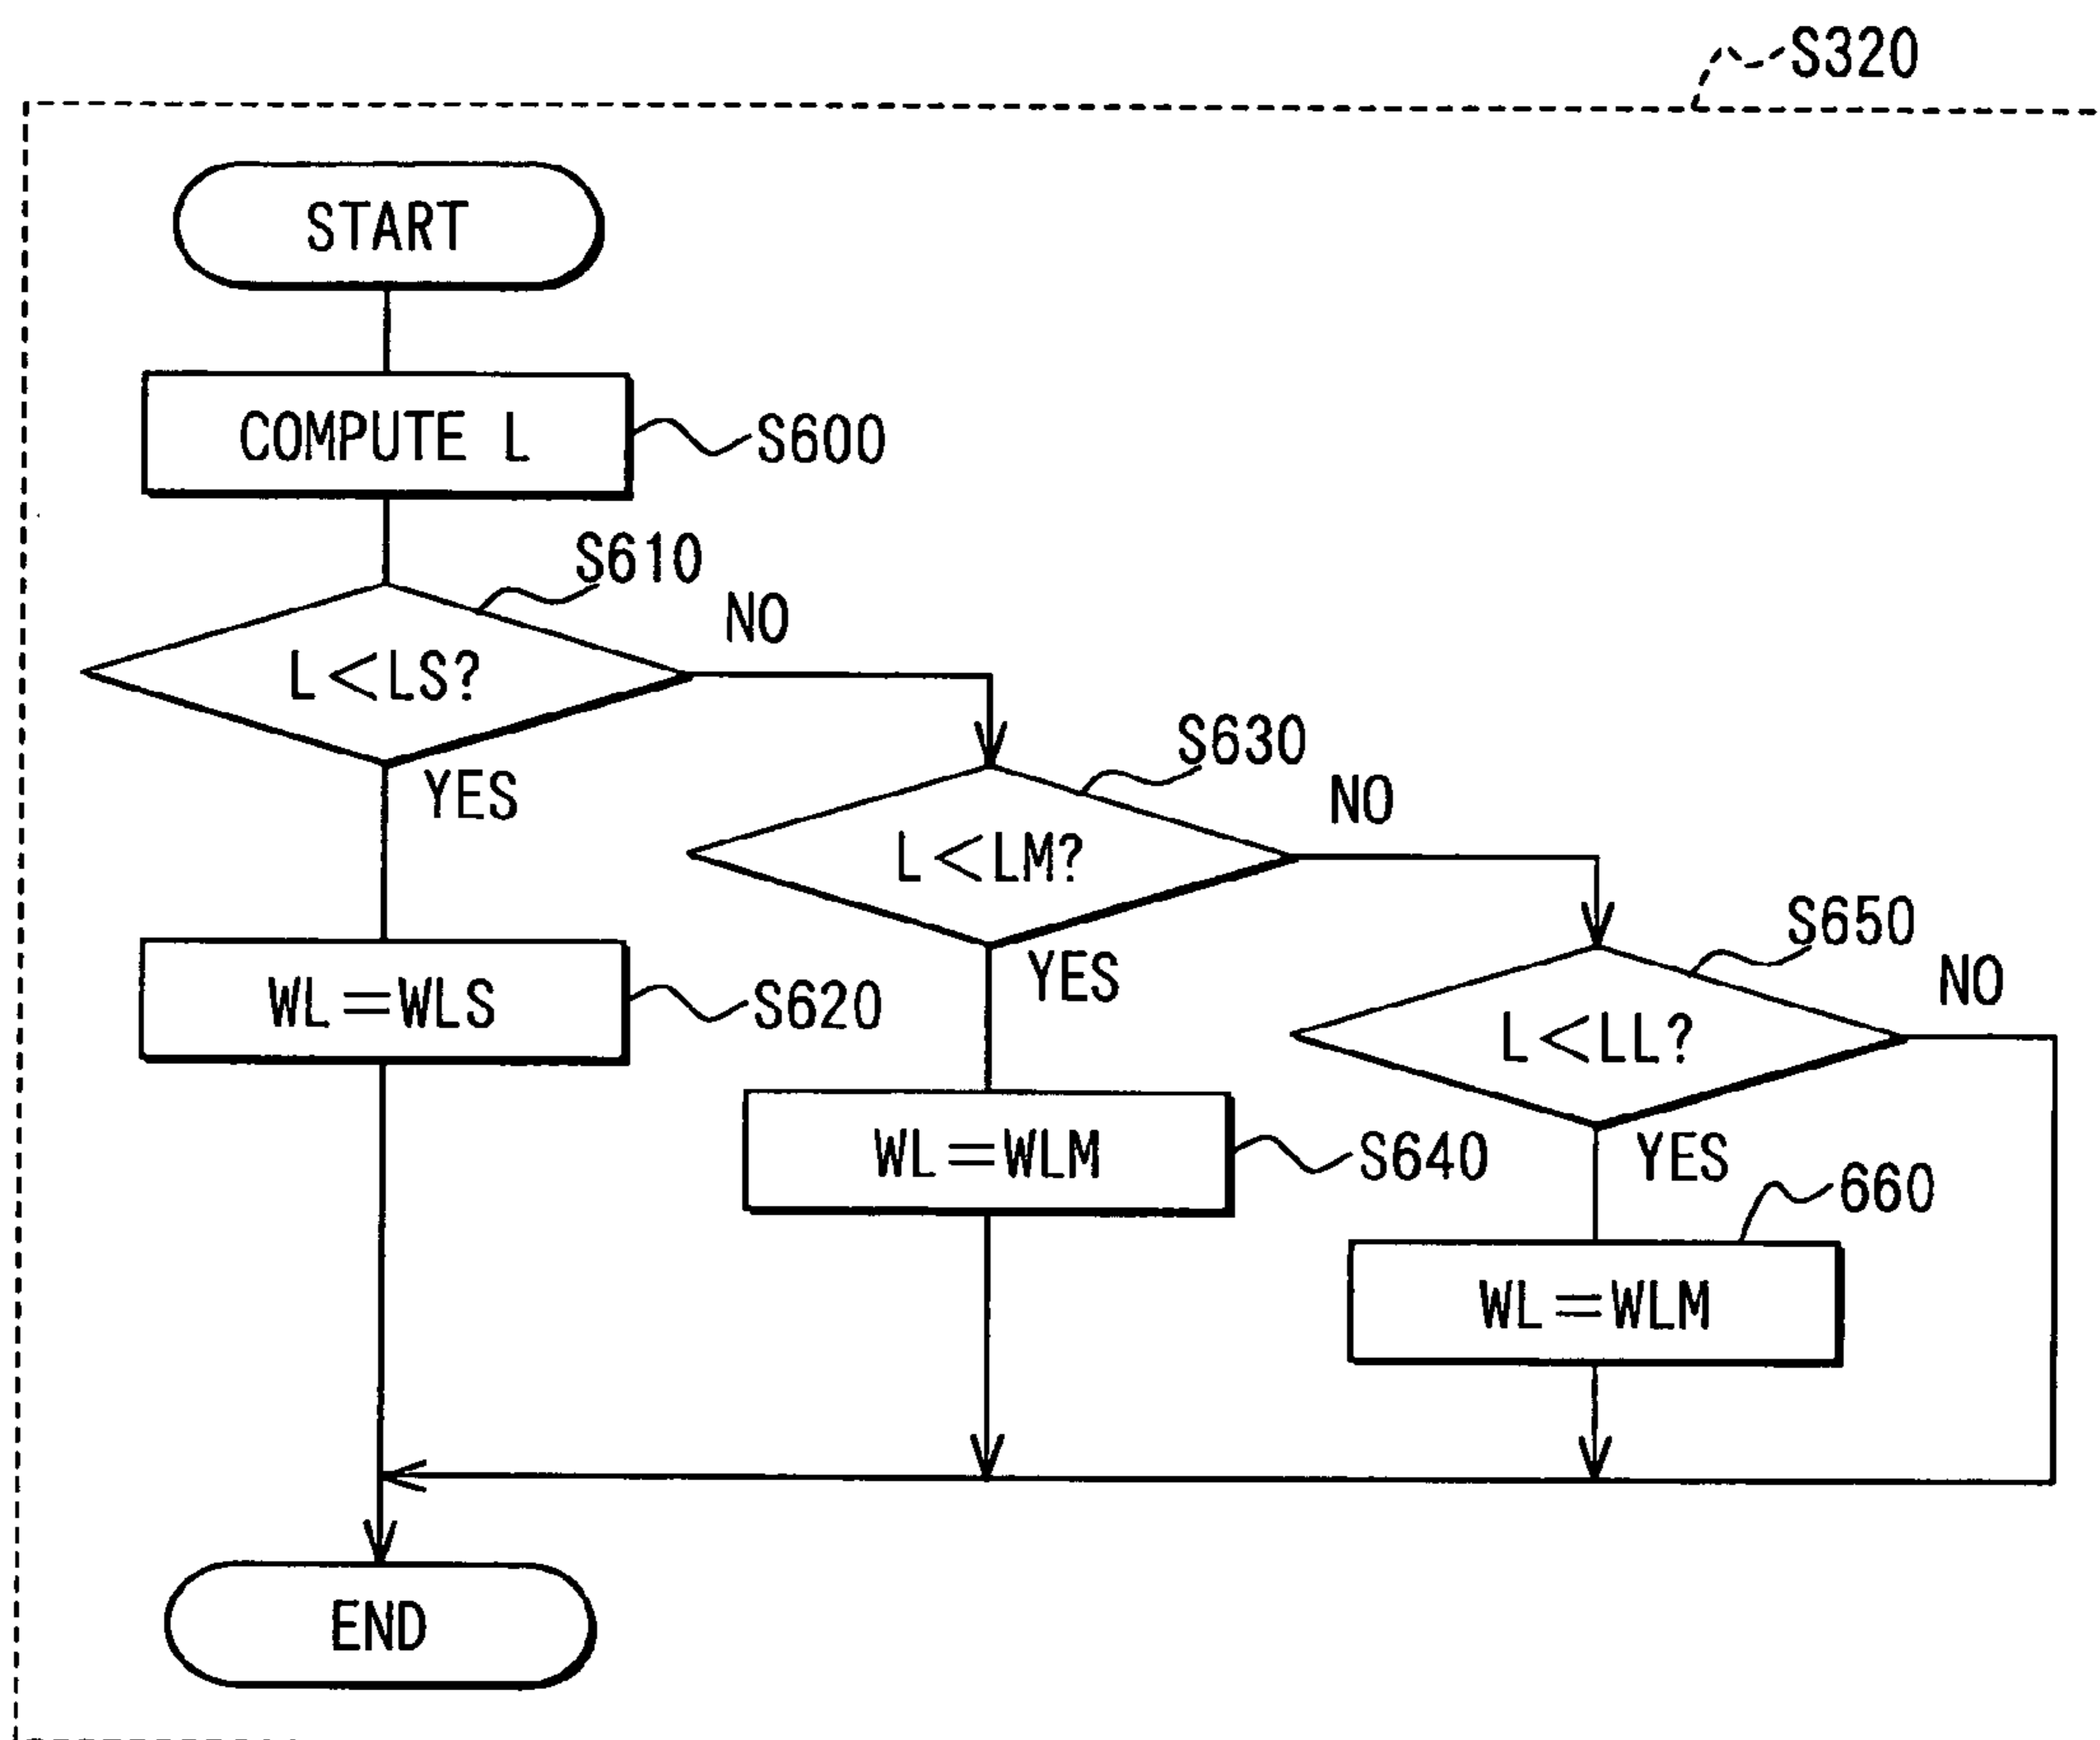 S320
START
COMPUTE L
S600
S610
L<LS?
NO
YES
S630
L<LM?
NO
YES
S650
L<LL?
NO
YES
WL=WLS
S620
WL=WLM
S640
660
WL=WLM
END